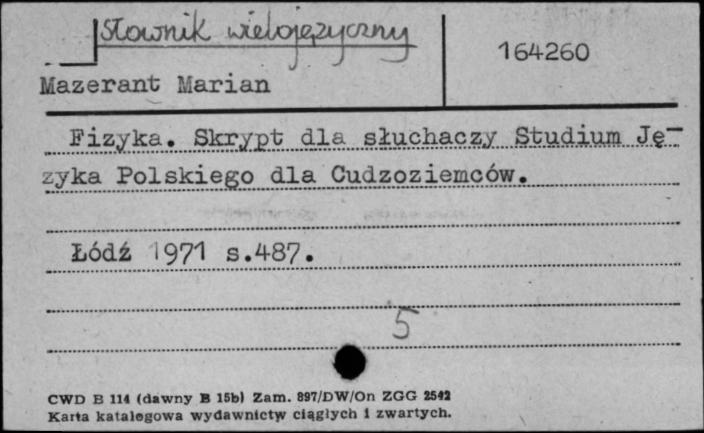 słownik wielojęzyczny
164260
Mazerant Marian
Fizyka. Skrypt dla słuchaczy Studium Ję-
zyka Polskiego dla Cudzoziemców.
Łódź 1971 s.487.
5
CWD B 114 (dawny B 15b) Zam. 897/DW/On ZGG 2542
Karta katalogowa wydawnictw ciągłych i zwartych.